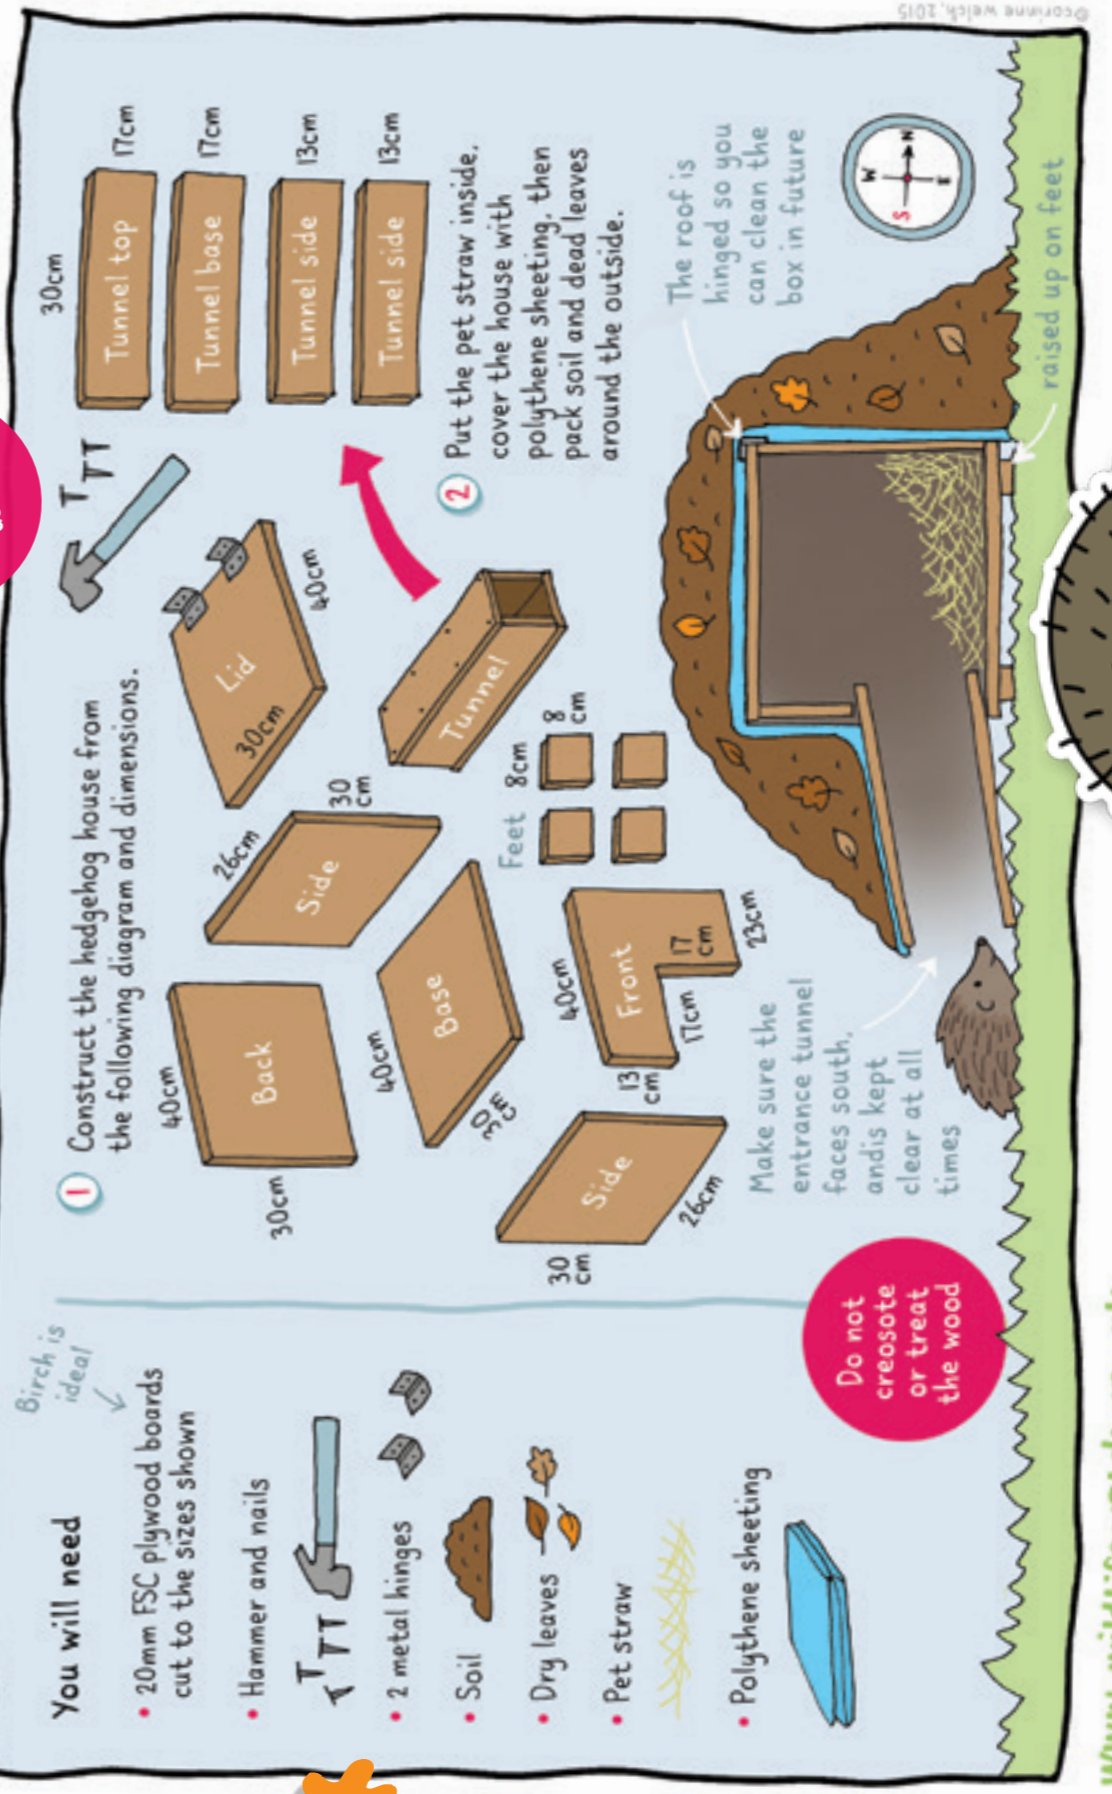 You will need
Birch is
ideal
• 20mm FSC plywood boards
cut to the sizes shown
• Hammer and nails
• 2 metal hinges
• Soil
• Dry leaves
• Pet straw
• Polythene sheeting
Do not
creosote
or treat
the wood
1 Construct the hedgehog house from
the following diagram and dimensions.
40cm
30cm
Back
26cm
Side
30
cm
Lid
30cm
40cm
40cm
Base
30
cm
30
cm
Side
26cm
40cm
Front
13
cm
17cm
17
cm
23cm
Feet
8cm
8
cm
Tunnel
30cm
Tunnel top
17cm
Tunnel base
17cm
Tunnel side
13cm
Tunnel side
13cm
2 Put the pet straw inside,
cover the house with
polythene sheeting, then
pack soil and dead leaves
around the outside.
The roof is
hinged so you
can clean the
box in future
W
S
N
E
raised up on feet
Make sure the
entrance tunnel
faces south,
andis kept
clear at all
times
©corinne welch, 2015